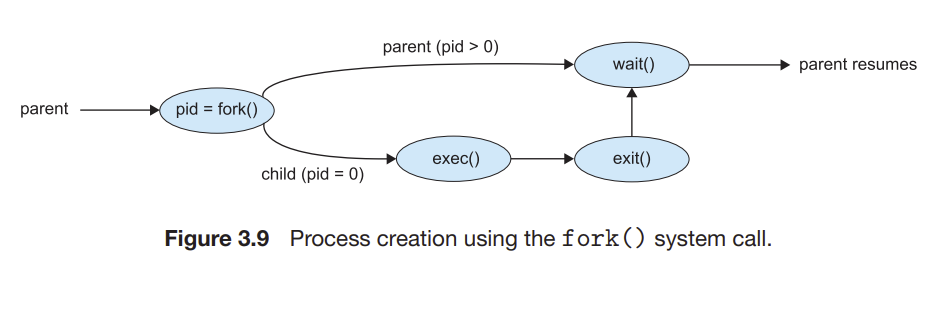 parent (pid > 0)
wait()
parent resumes
parent
pid = fork()
exec()
exit()
child (pid = 0)
Figure 3.9 Process creation using the fork() system call.